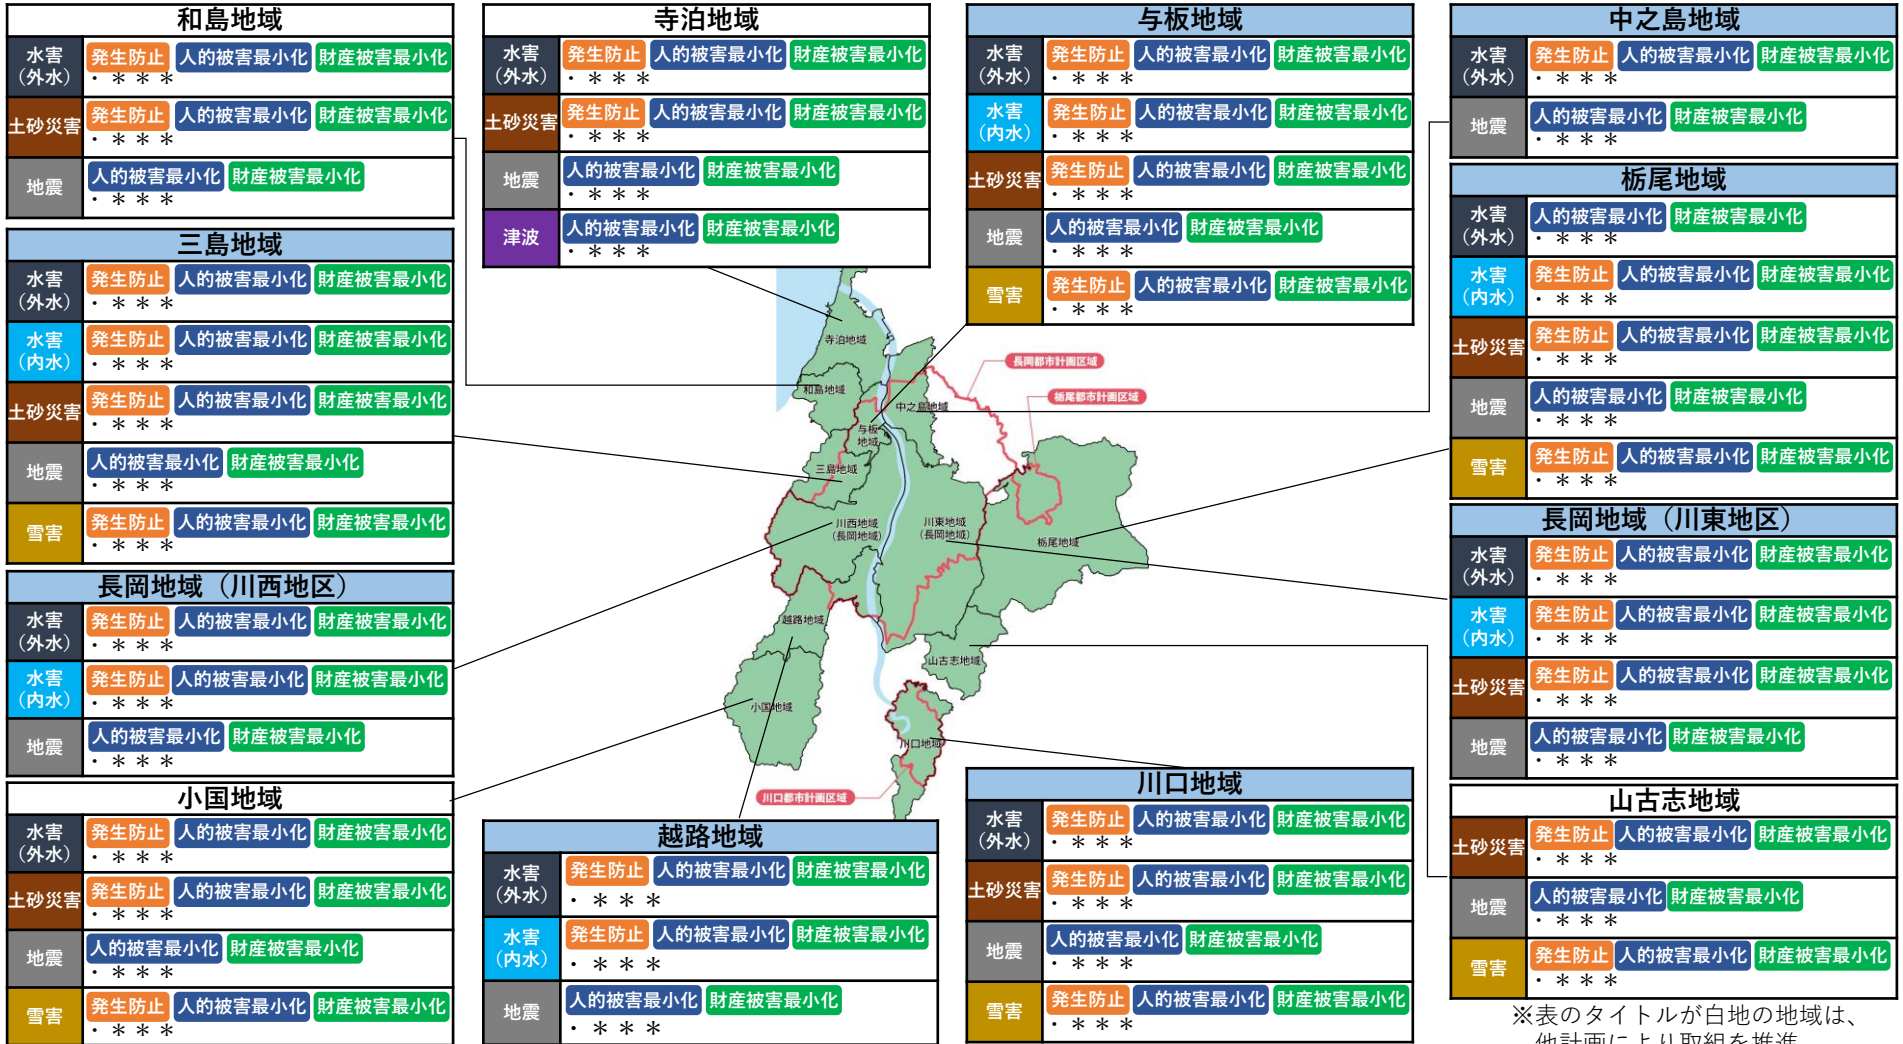 和島地域
水害
（外水）
発生防止 人的被害最小化 財産被害最小化
・＊＊＊
土砂災害
発生防止 人的被害最小化 財産被害最小化
・＊＊＊
地震
人的被害最小化 財産被害最小化
・＊＊＊
三島地域
水害
（外水）
発生防止 人的被害最小化 財産被害最小化
・＊＊＊
水害
（内水）
発生防止 人的被害最小化 財産被害最小化
・＊＊＊
土砂災害
発生防止 人的被害最小化 財産被害最小化
・＊＊＊
地震
人的被害最小化 財産被害最小化
・＊＊＊
雪害
発生防止 人的被害最小化 財産被害最小化
・＊＊＊
長岡地域（川西地区）
水害
（外水）
発生防止 人的被害最小化 財産被害最小化
・＊＊＊
水害
（内水）
発生防止 人的被害最小化 財産被害最小化
・＊＊＊
地震
人的被害最小化 財産被害最小化
・＊＊＊
小国地域
水害
（外水）
発生防止 人的被害最小化 財産被害最小化
・＊＊＊
土砂災害
発生防止 人的被害最小化 財産被害最小化
・＊＊＊
地震
人的被害最小化 財産被害最小化
・＊＊＊
雪害
発生防止 人的被害最小化 財産被害最小化
・＊＊＊
寺泊地域
水害
（外水）
発生防止 人的被害最小化 財産被害最小化
・＊＊＊
土砂災害
発生防止 人的被害最小化 財産被害最小化
・＊＊＊
地震
人的被害最小化 財産被害最小化
・＊＊＊
津波
人的被害最小化 財産被害最小化
・＊＊＊
与板地域
水害
（外水）
発生防止 人的被害最小化 財産被害最小化
・＊＊＊
水害
（内水）
発生防止 人的被害最小化 財産被害最小化
・＊＊＊
土砂災害
発生防止 人的被害最小化 財産被害最小化
・＊＊＊
地震
人的被害最小化 財産被害最小化
・＊＊＊
雪害
発生防止 人的被害最小化 財産被害最小化
・＊＊＊
寺泊地域
長岡都市計画区域
和島地域
栃尾都市計画区域
中之島地域
与板
地域
三島地域
川西地域
（長岡地域）
川東地域
（長岡地域）
栃尾地域
越路地域
山古志地域
小国地域
川口地域
川口都市計画区域
越路地域
水害
（外水）
発生防止 人的被害最小化 財産被害最小化
・＊＊＊
水害
（内水）
発生防止 人的被害最小化 財産被害最小化
・＊＊＊
地震
人的被害最小化 財産被害最小化
・＊＊＊
川口地域
水害
（外水）
発生防止 人的被害最小化 財産被害最小化
・＊＊＊
土砂災害
発生防止 人的被害最小化 財産被害最小化
・＊＊＊
地震
人的被害最小化 財産被害最小化
・＊＊＊
雪害
発生防止 人的被害最小化 財産被害最小化
・＊＊＊
中之島地域
水害
（外水）
発生防止 人的被害最小化 財産被害最小化
・＊＊＊
地震
人的被害最小化 財産被害最小化
・＊＊＊
栃尾地域
水害
（外水）
人的被害最小化 財産被害最小化
・＊＊＊
水害
（内水）
発生防止 人的被害最小化 財産被害最小化
・＊＊＊
土砂災害
発生防止 人的被害最小化 財産被害最小化
・＊＊＊
地震
人的被害最小化 財産被害最小化
・＊＊＊
雪害
発生防止 人的被害最小化 財産被害最小化
・＊＊＊
長岡地域（川東地区）
水害
（外水）
発生防止 人的被害最小化 財産被害最小化
・＊＊＊
水害
（内水）
発生防止 人的被害最小化 財産被害最小化
・＊＊＊
土砂災害
発生防止 人的被害最小化 財産被害最小化
・＊＊＊
地震
人的被害最小化 財産被害最小化
・＊＊＊
山古志地域
土砂災害
発生防止 人的被害最小化 財産被害最小化
・＊＊＊
地震
人的被害最小化 財産被害最小化
・＊＊＊
雪害
発生防止 人的被害最小化 財産被害最小化
・＊＊＊
※表のタイトルが白地の地域は、
他計画により取組を推進